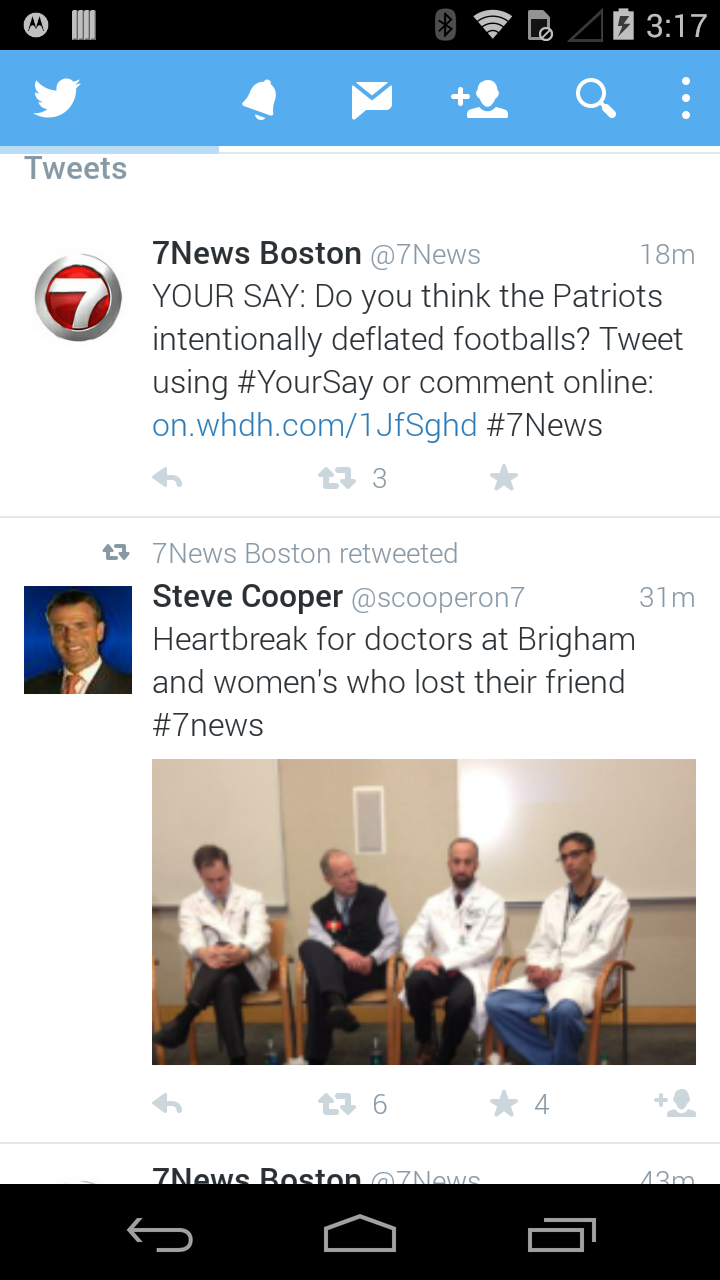 3:17
Tweets
7News Boston @7News 18m
7
YOUR SAY: Do you think the Patriots
intentionally deflated footballs? Tweet
using #YourSay or comment online:
on.whdh.com/1JfSghd #7News
3
7News Boston retweeted
Steve Cooper @scooperon7 31m
Heartbreak for doctors at Brigham
and women's who lost their friend
#7news
6 4
7News Boston @7News 43m